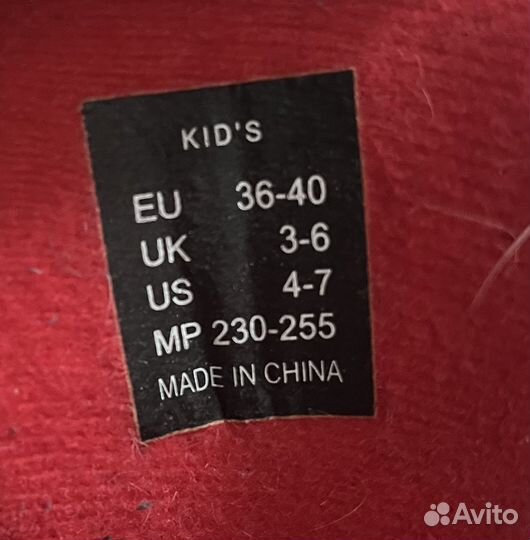 KID'S
EU 36-40
UK 3-6
US 4-7
MP 230-255
MADE IN CHINA
Avito